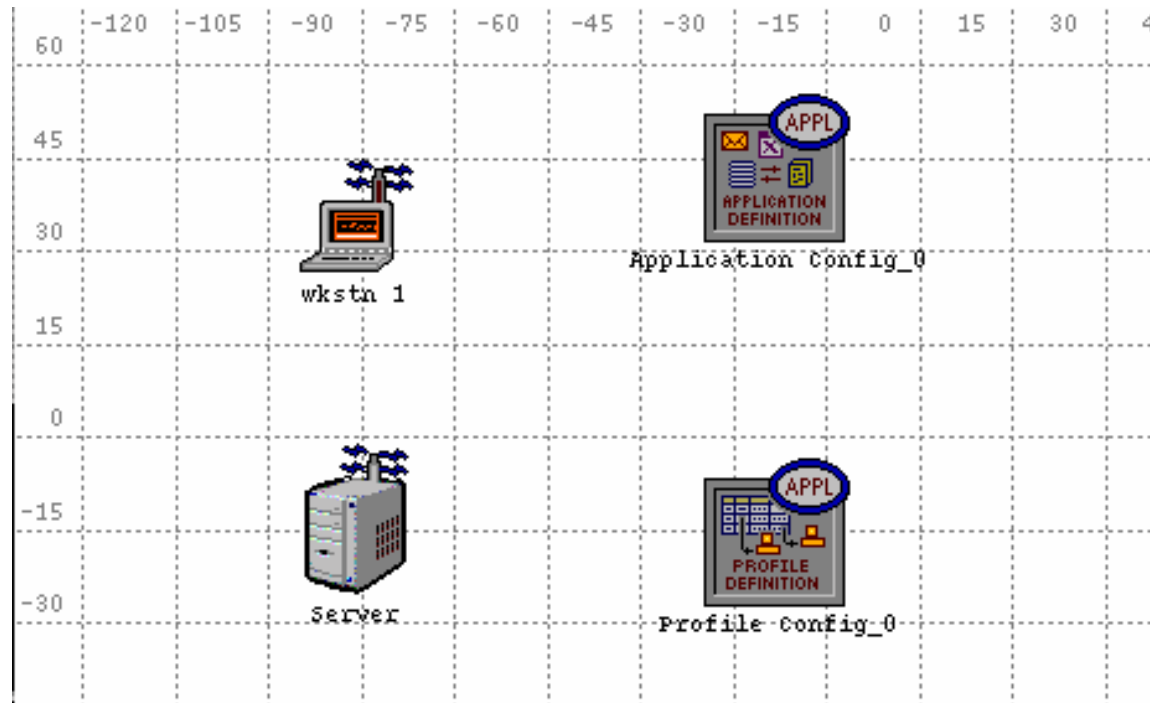 -120 -105 -90 -75 -60 -45 -30 -15 0 15 30
60
APPL
45
APPLICATION
DEFINITION
30
Application Config_0
wkstn 1
15
0
APPL
-15
PROFILE
DEFINITION
-30
Server
Profile Config_0